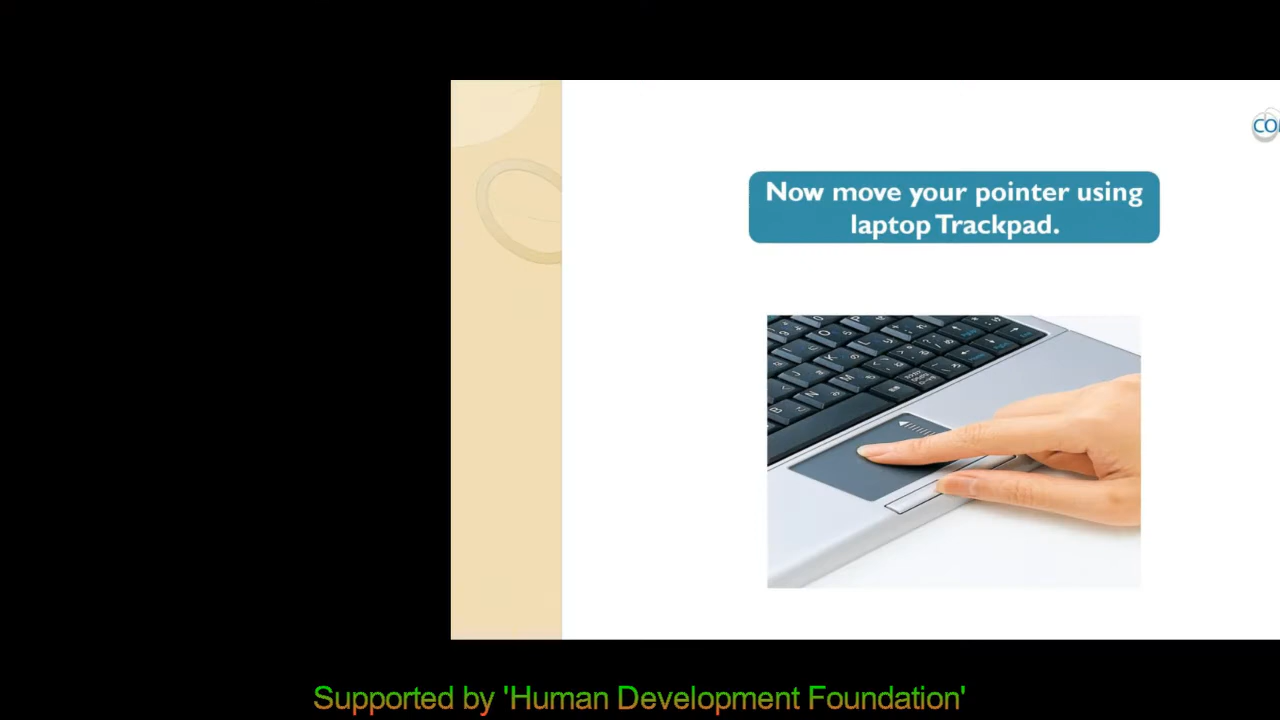 Now move your pointer using
laptop Trackpad.
Supported by 'Human Development Foundation'